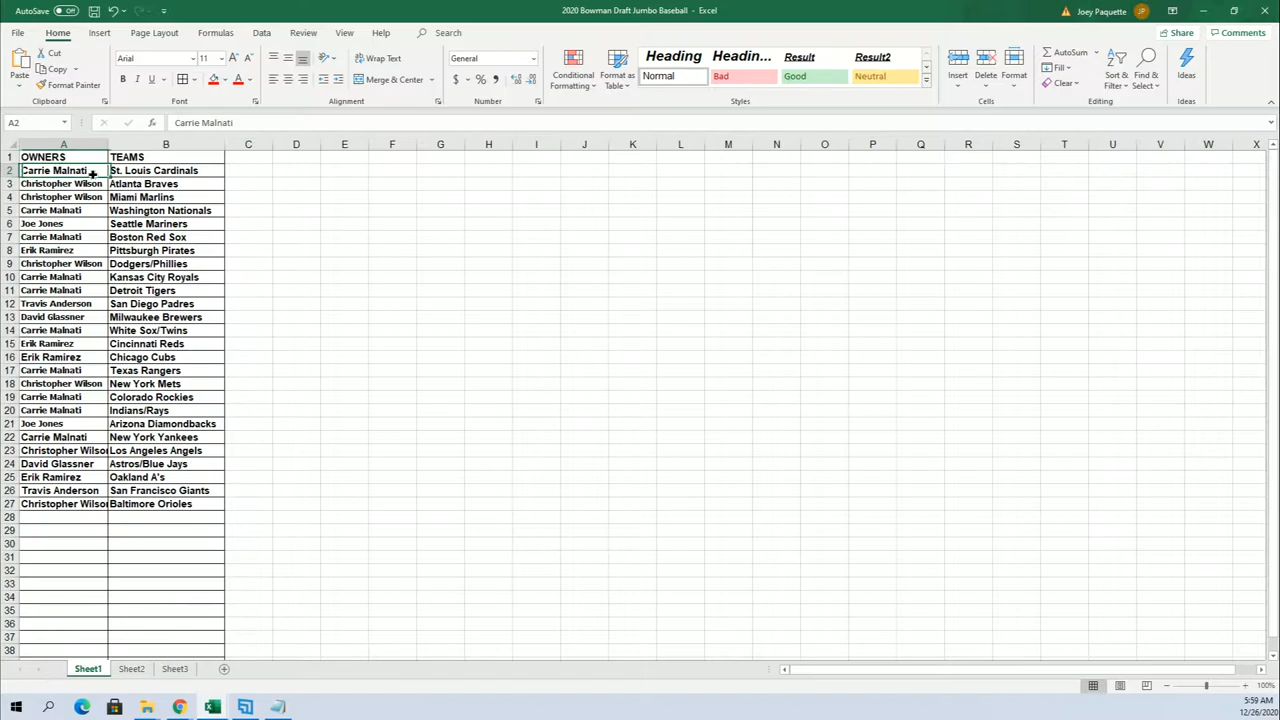 AutoSave Off 2020 Bowman Draft Jumbo Baseball - Excel Joey Paquette JP
File Home Insert Page Layout Formulas Data Review View Help Search Share Comments
Paste Cut Copy Format Painter Clipboard
Arial 11 A A B I U A Font
Wrap Text Merge & Center Alignment
General $ % , Number
Conditional Formatting Format as Table
Heading Headin... Result Result2
Normal Bad Good Neutral
Styles
Insert Delete Format Cells
AutoSum Fill Clear Sort & Filter Find & Select Editing
Ideas Ideas
A2 fx Carrie Malnati
A B C D E F G H I J K L M N O P Q R S T U V W X
1 OWNERS TEAMS
2 Carrie Malnati St. Louis Cardinals
3 Christopher Wilson Atlanta Braves
4 Christopher Wilson Miami Marlins
5 Carrie Malnati Washington Nationals
6 Joe Jones Seattle Mariners
7 Carrie Malnati Boston Red Sox
8 Erik Ramirez Pittsburgh Pirates
9 Christopher Wilson Dodgers/Phillies
10 Carrie Malnati Kansas City Royals
11 Carrie Malnati Detroit Tigers
12 Travis Anderson San Diego Padres
13 David Glassner Milwaukee Brewers
14 Carrie Malnati White Sox/Twins
15 Erik Ramirez Cincinnati Reds
16 Erik Ramirez Chicago Cubs
17 Carrie Malnati Texas Rangers
18 Christopher Wilson New York Mets
19 Carrie Malnati Colorado Rockies
20 Carrie Malnati Indians/Rays
21 Joe Jones Arizona Diamondbacks
22 Carrie Malnati New York Yankees
23 Christopher Wilson Los Angeles Angels
24 David Glassner Astros/Blue Jays
25 Erik Ramirez Oakland A's
26 Travis Anderson San Francisco Giants
27 Christopher Wilson Baltimore Orioles
28
29
30
31
32
33
34
35
36
37
38
Sheet1 Sheet2 Sheet3
100%
5:59 AM
12/26/2020